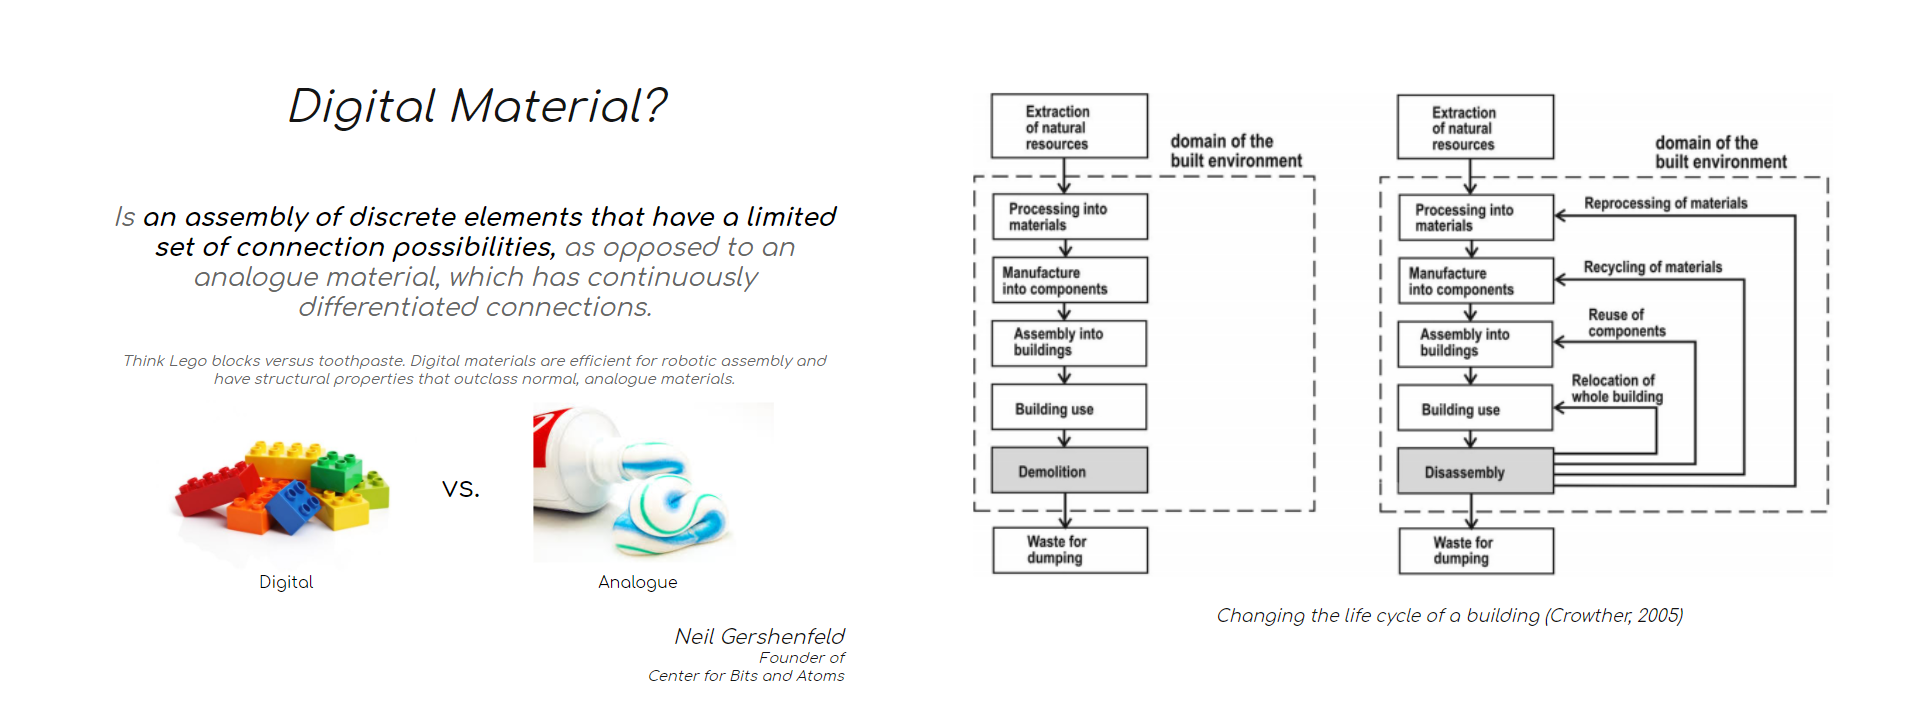 Digital Material?
Is an assembly of discrete elements that have a limited
set of connection possibilities, as opposed to an
analogue material, which has continuously
differentiated connections.
Think Lego blocks versus toothpaste. Digital materials are efficient for robotic assembly and
have structural properties that outclass normal, analogue materials.
vs.
Digital
Analogue
Neil Gershenfeld
Founder of
Center for Bits and Atoms
Extraction
of natural
resources
domain of the
built environment
Processing into
materials
Manufacture
into components
Assembly into
buildings
Building use
Demolition
Waste for
dumping
Extraction
of natural
resources
domain of the
built environment
Processing into
materials
Reprocessing of materials
Manufacture
into components
Recycling of materials
Assembly into
buildings
Reuse of
components
Building use
Relocation of
whole building
Disassembly
Waste for
dumping
Changing the life cycle of a building (Crowther, 2005)